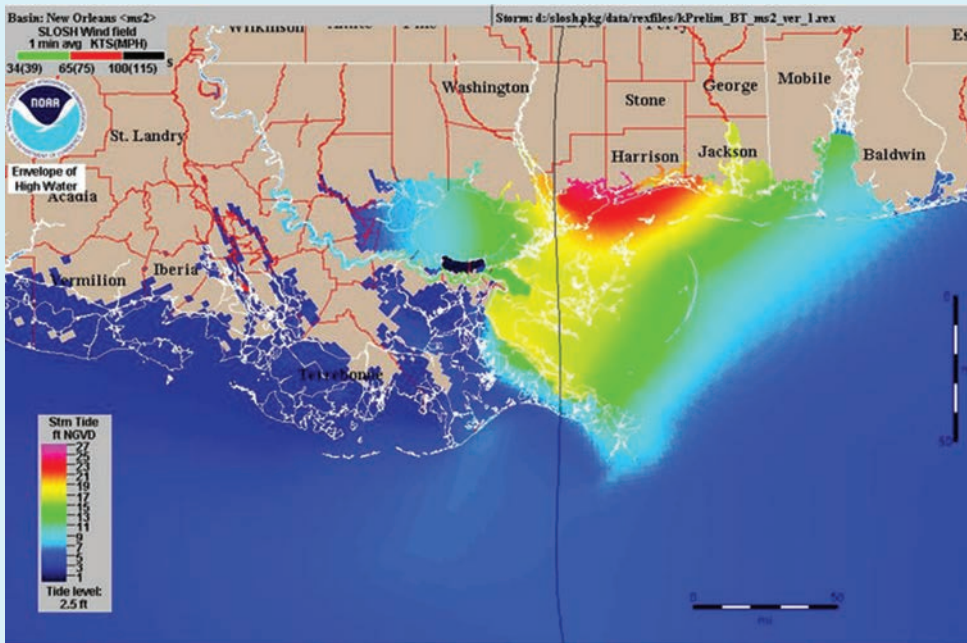 Basin: New Orleans <ms2>
Storm: d:/slosh.pkg/data/rexfiles/kPrelim_BT_ms2_ver_1.rex
SLOSH Wind field
1 min avg KTS(MPH)
34(39) 65(75) 100(115)
NOAA
Envelope of
High Water
Wilkinson
Washington
George
Mobile
Stone
St. Landry
Harrison
Jackson
Baldwin
Acadia
Vermilion
Iberia
Terrebonne
Stm Tide
ft NGVD
27
25
23
21
19
17
15
13
11
9
7
5
3
1
Tide level:
2.5 ft
0
50
0
50
mi